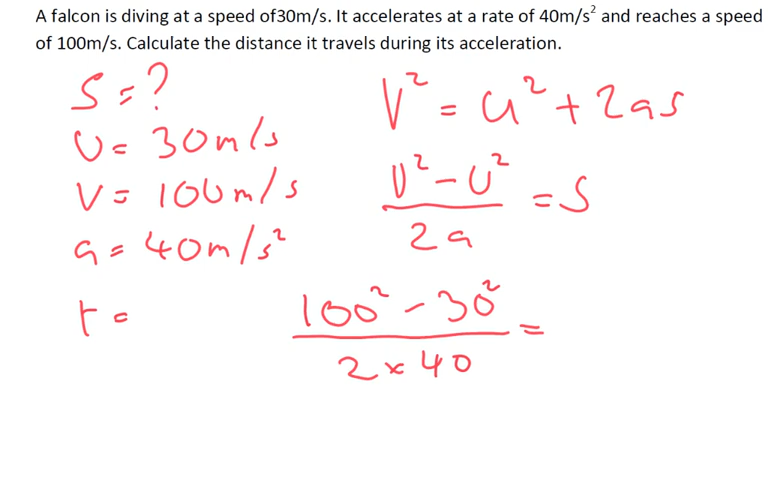 A falcon is diving at a speed of30m/s. It accelerates at a rate of 40m/s² and reaches a speed
of 100m/s. Calculate the distance it travels during its acceleration.
S = ?
U = 30m/s
V = 100m/s
a = 40m/s²
t =
V² = u² + 2as
V² - U² / 2a = S
100² - 30² / 2 × 40 =